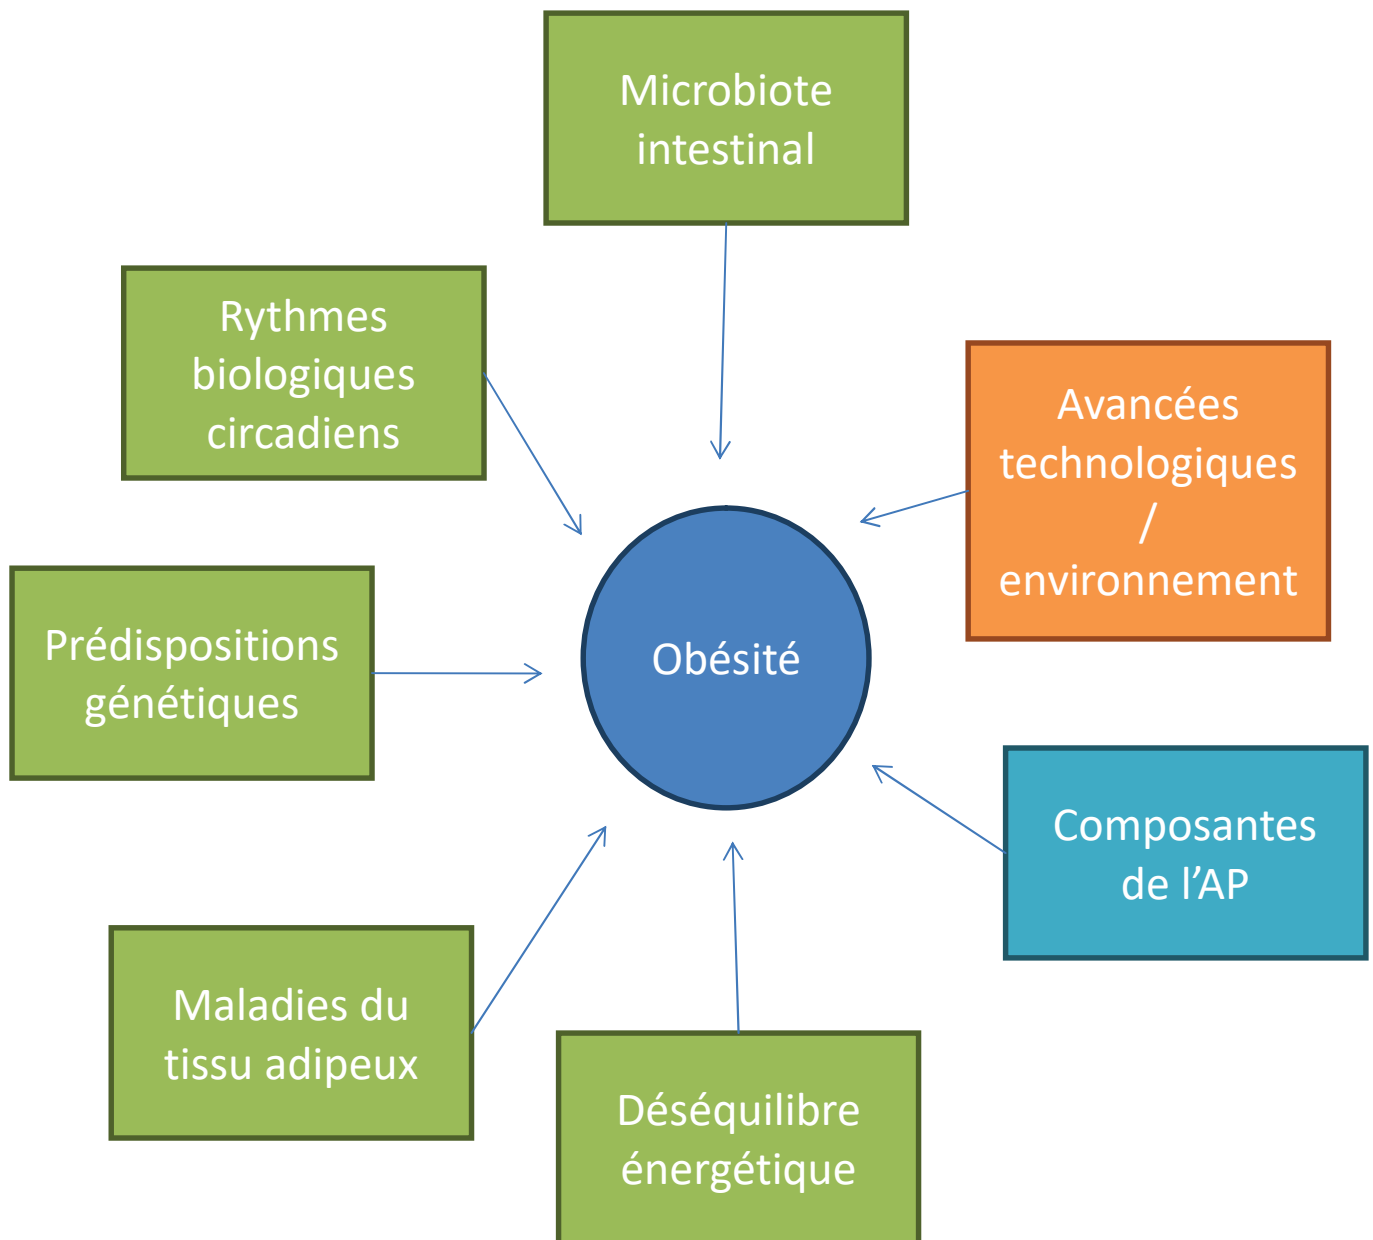 Microbiote
intestinal
Rythmes
biologiques
circadiens
Avancées
technologiques
/
environnement
Prédispositions
génétiques
Obésité
Composantes
de l’AP
Maladies du
tissu adipeux
Déséquilibre
énergétique